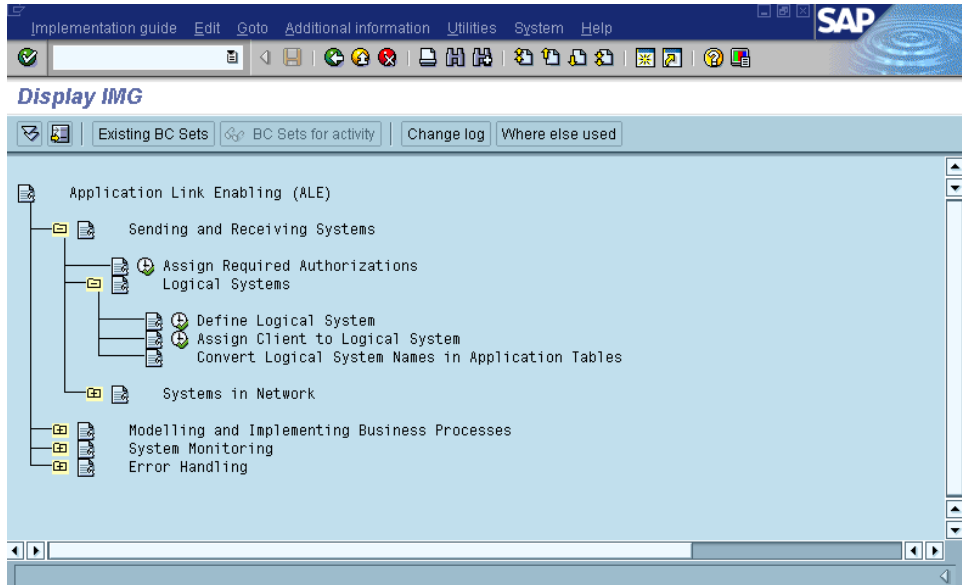 Implementation guide Edit Goto Additional information Utilities System Help
SAP
Display IMG
Existing BC Sets BC Sets for activity Change log Where else used
Application Link Enabling (ALE)
Sending and Receiving Systems
Assign Required Authorizations
Logical Systems
Define Logical System
Assign Client to Logical System
Convert Logical System Names in Application Tables
Systems in Network
Modelling and Implementing Business Processes
System Monitoring
Error Handling